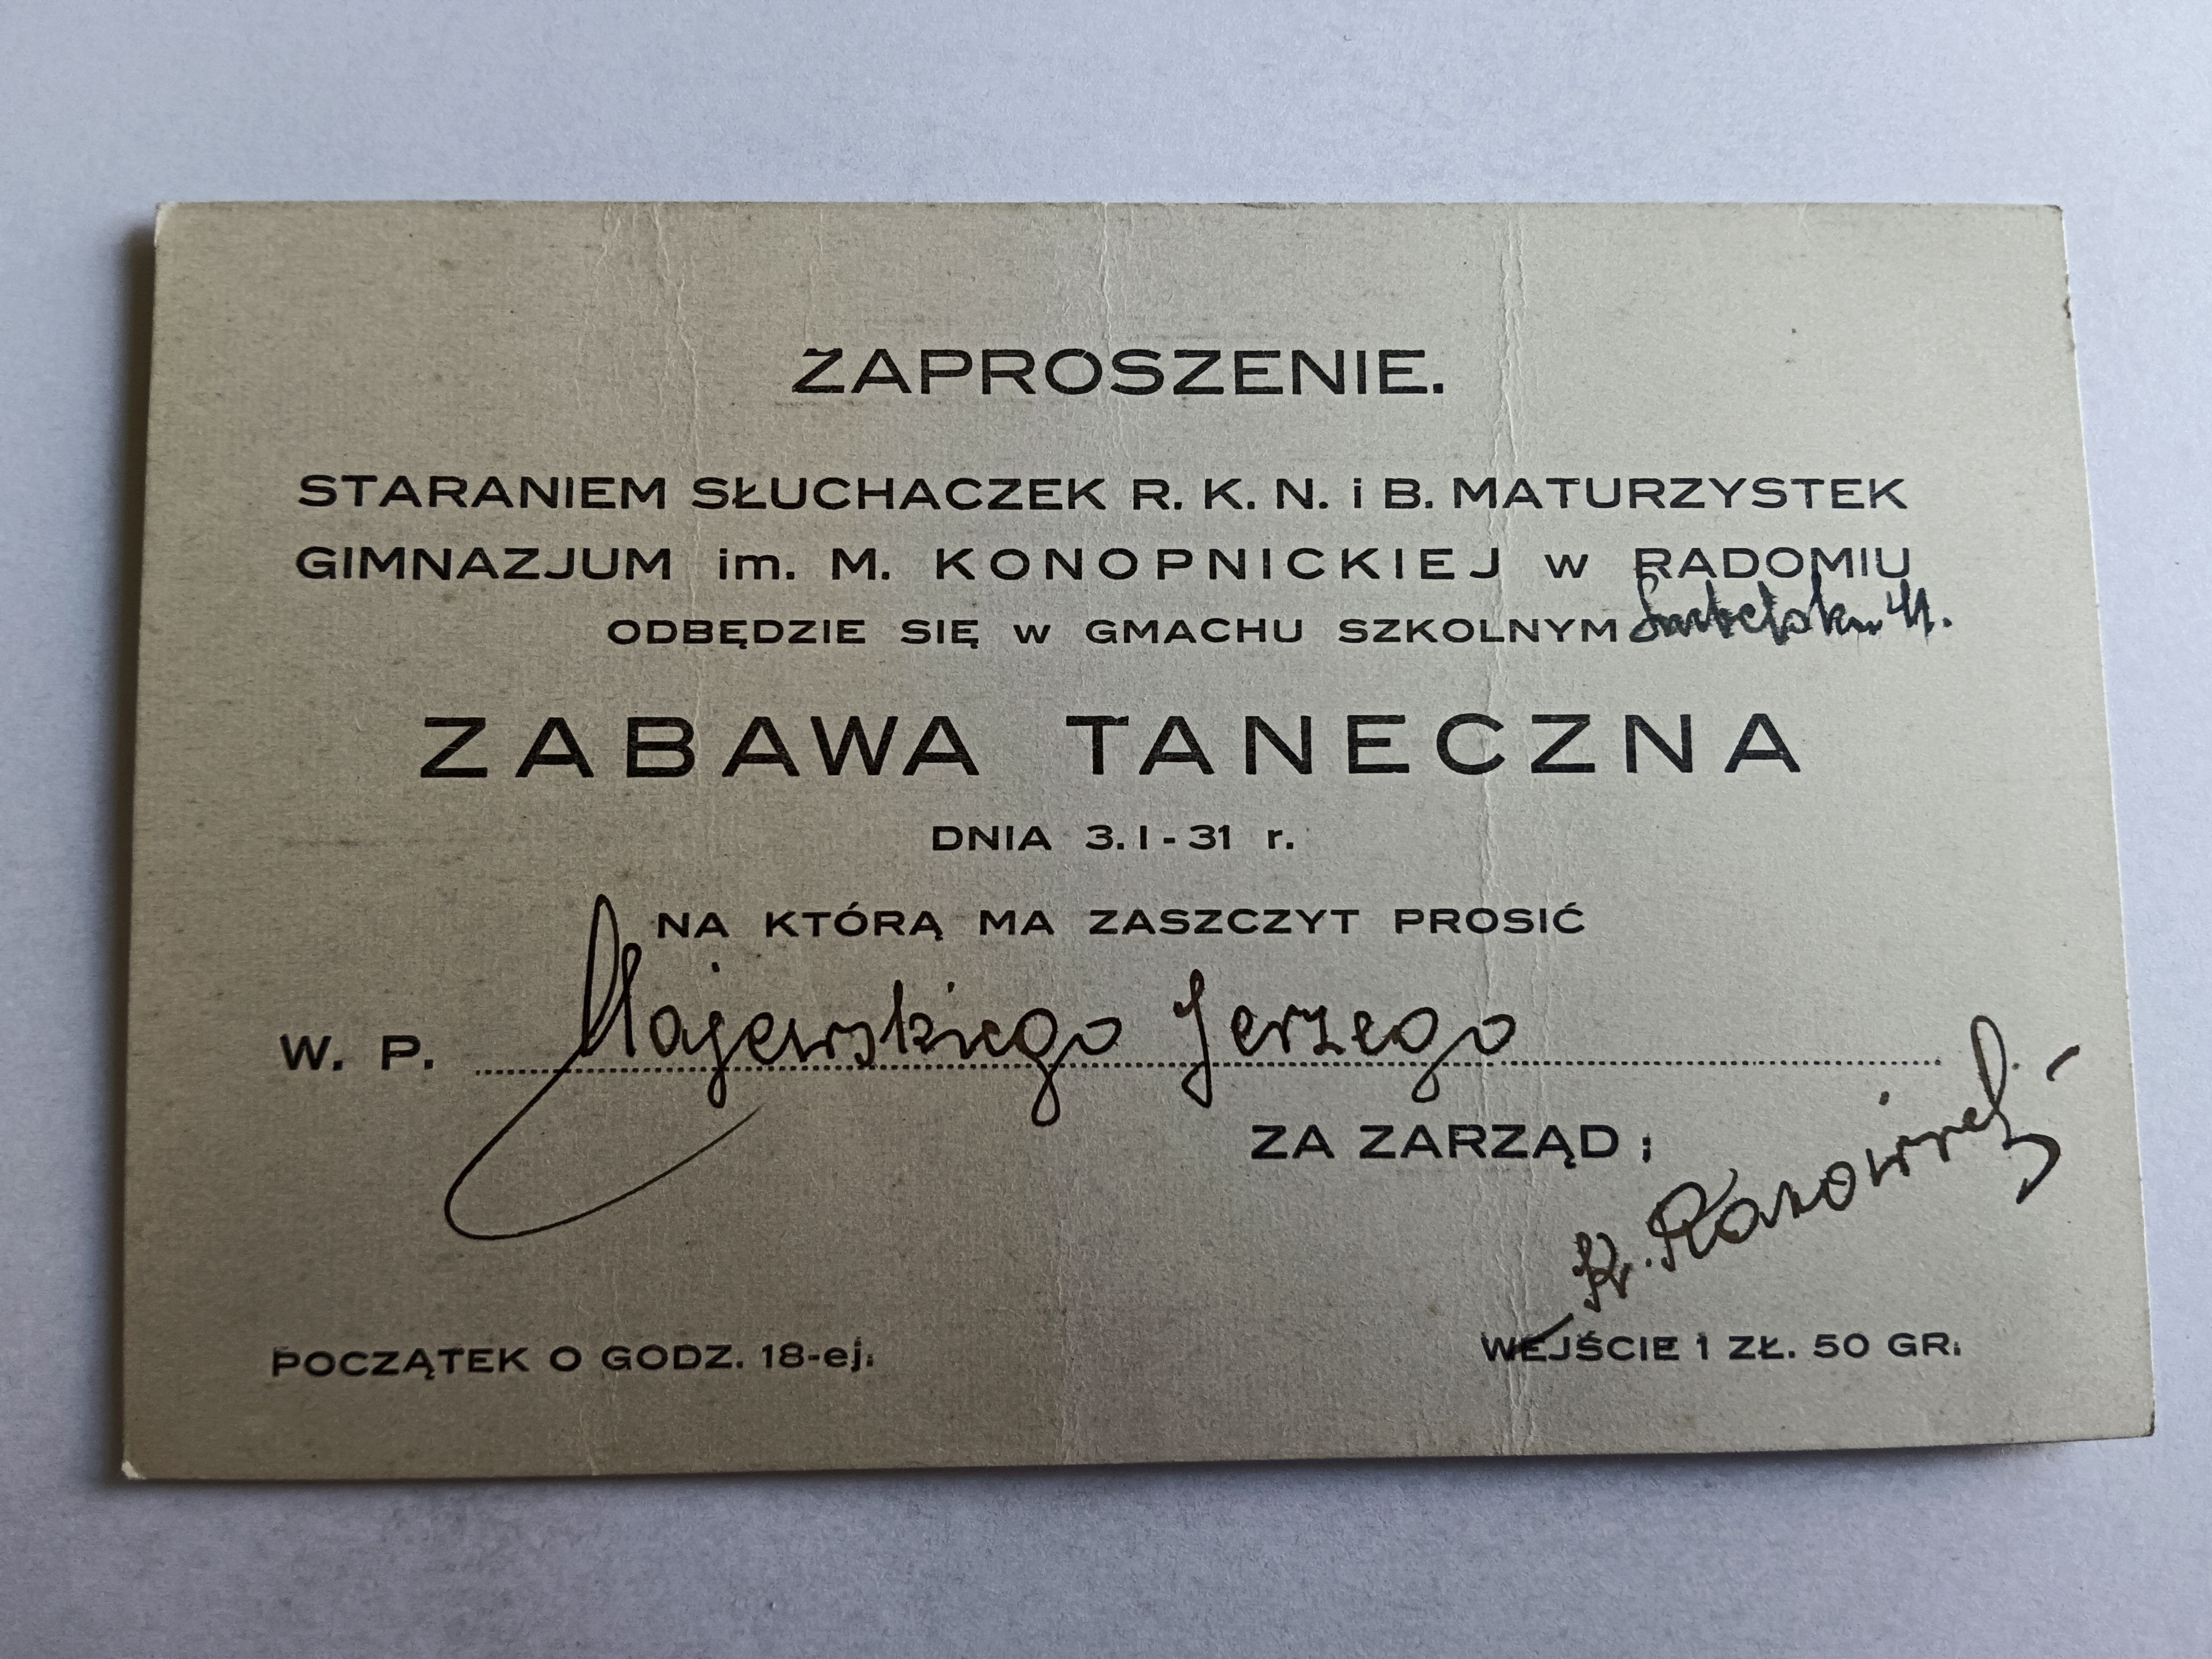 ZAPROSZENIE.
STARANIEM SŁUCHACZEK R. K. N. i B. MATURZYSTEK
GIMNAZJUM im. M. KONOPNICKIEJ w RADOMIU
ODBĘDZIE SIĘ w GMACHU SZKOLNYM
ZABAWA TANECZNA
DNIA 3. I - 31 r.
NA KTÓRĄ MA ZASZCZYT PROSIĆ
W. P. Majewskiego Jerzego
ZA ZARZĄD ;
POCZĄTEK O GODZ. 18-ej. WEJŚCIE 1 ZŁ. 50 GR.